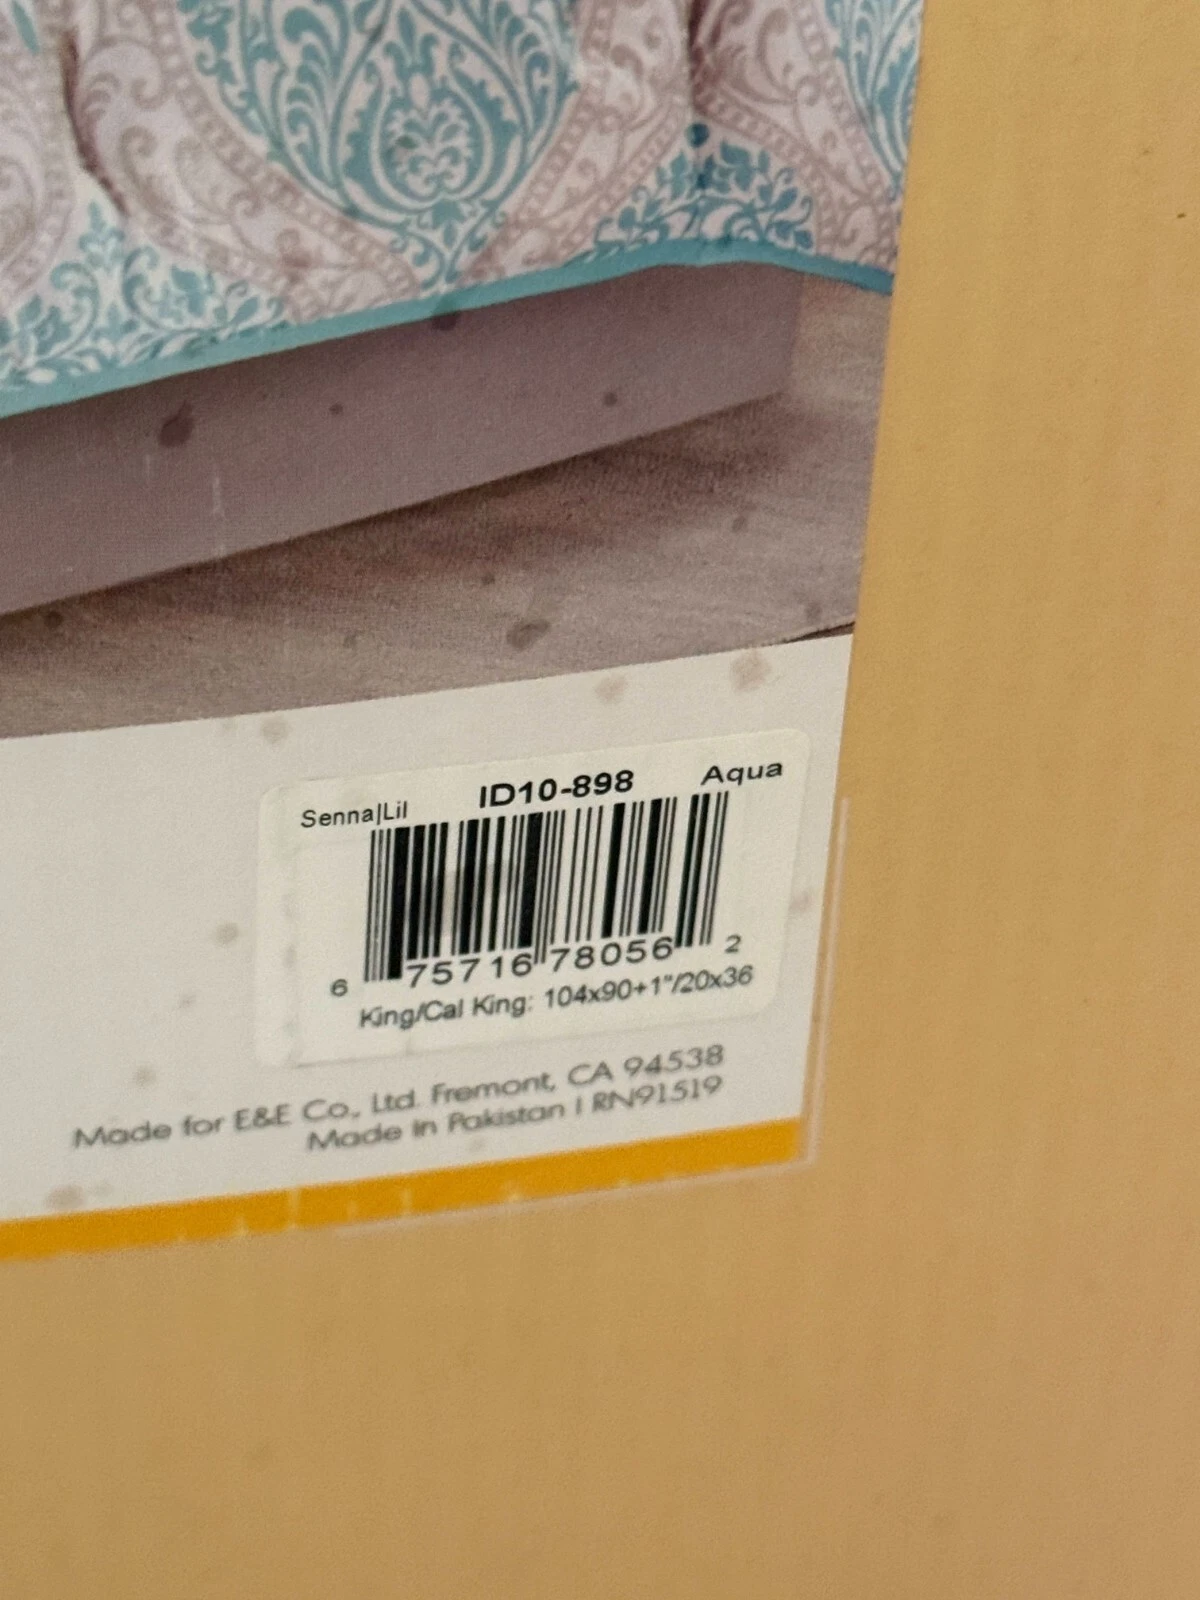 Senna|Lil ID10-898 Aqua
6 75716 78056 2
King/Cal King: 104x90+1"/20x36
Made for E&E Co., Ltd. Fremont, CA 94538
Made in Pakistan | RN91519